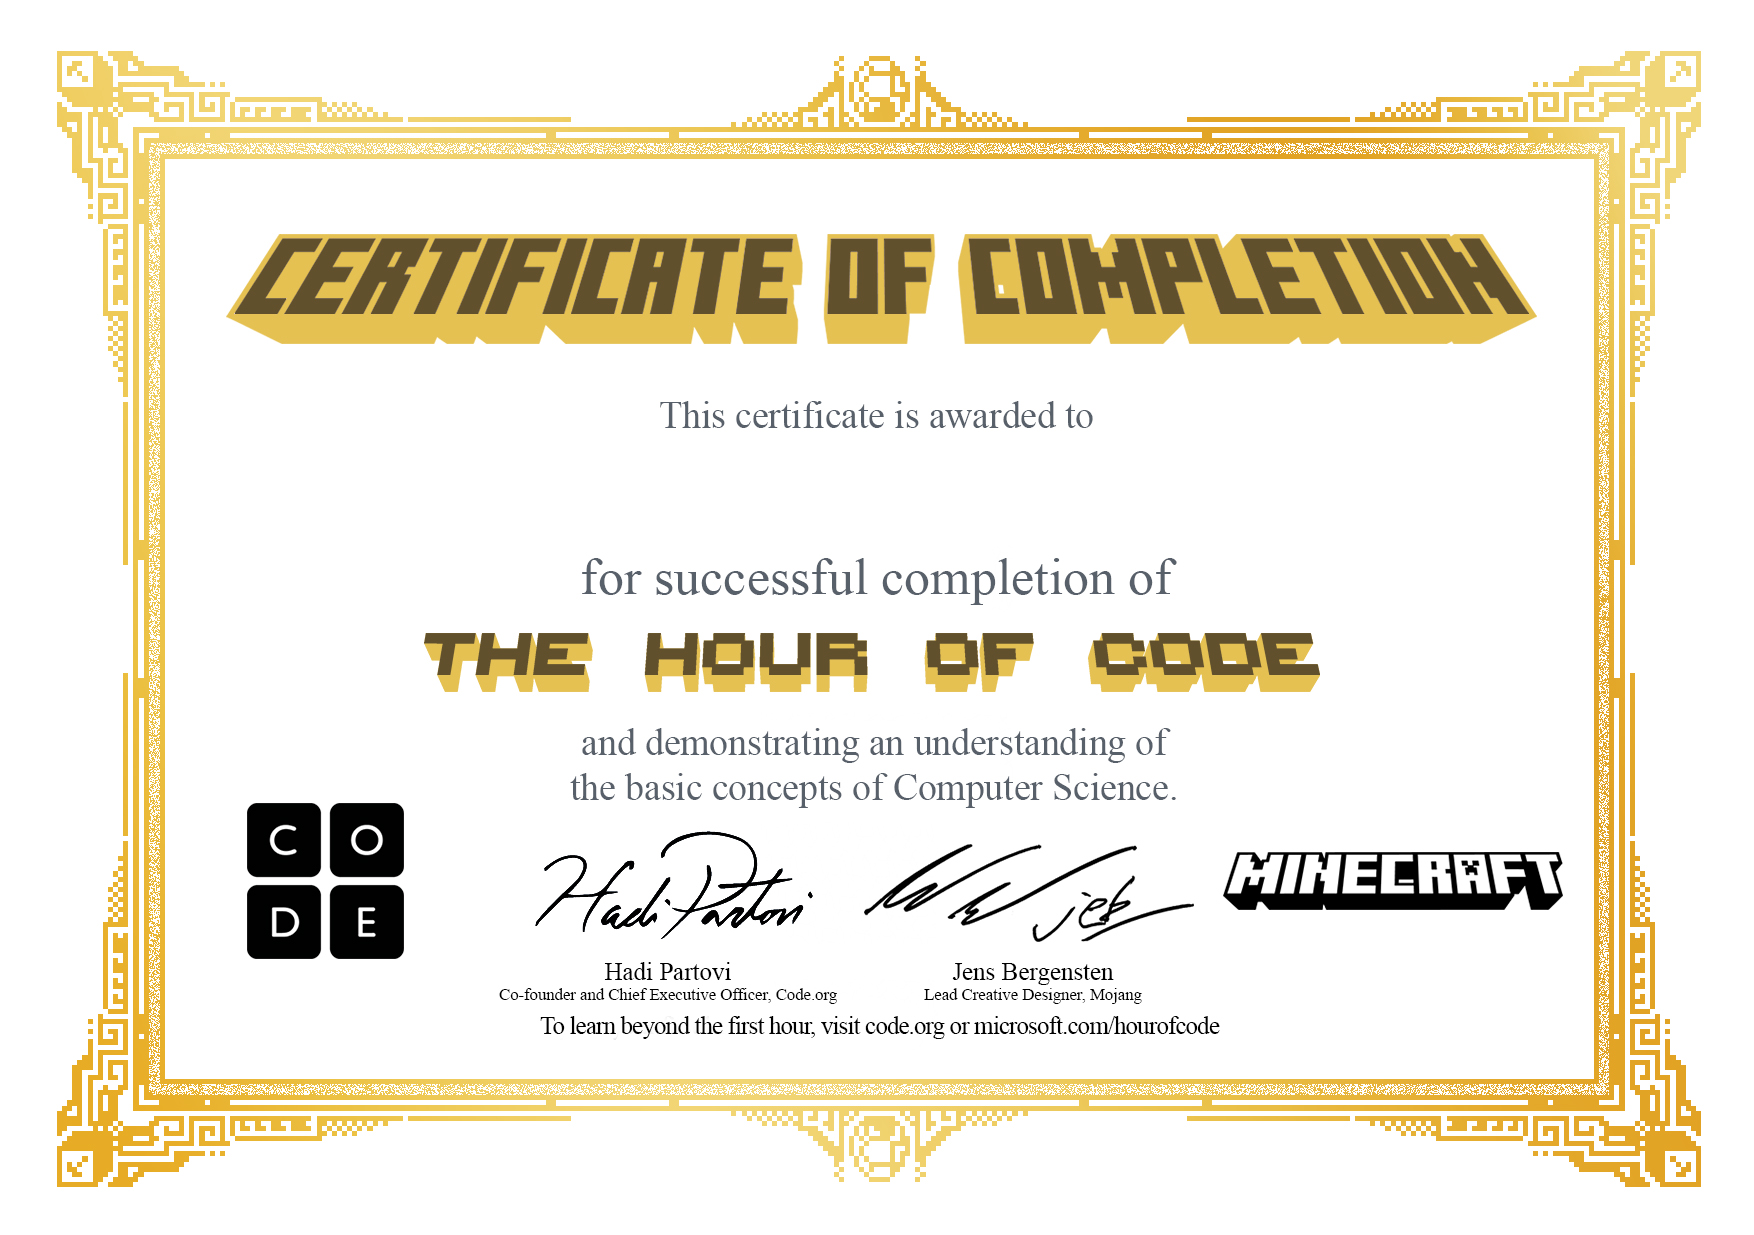 CERTIFICATE OF COMPLETION
This certificate is awarded to
for successful completion of
THE HOUR OF CODE
and demonstrating an understanding of
the basic concepts of Computer Science.
C O
D E
Hadi Partovi
jeb
MINECRAFT
Hadi Partovi
Jens Bergensten
Co-founder and Chief Executive Officer, Code.org
Lead Creative Designer, Mojang
To learn beyond the first hour, visit code.org or microsoft.com/hourofcode